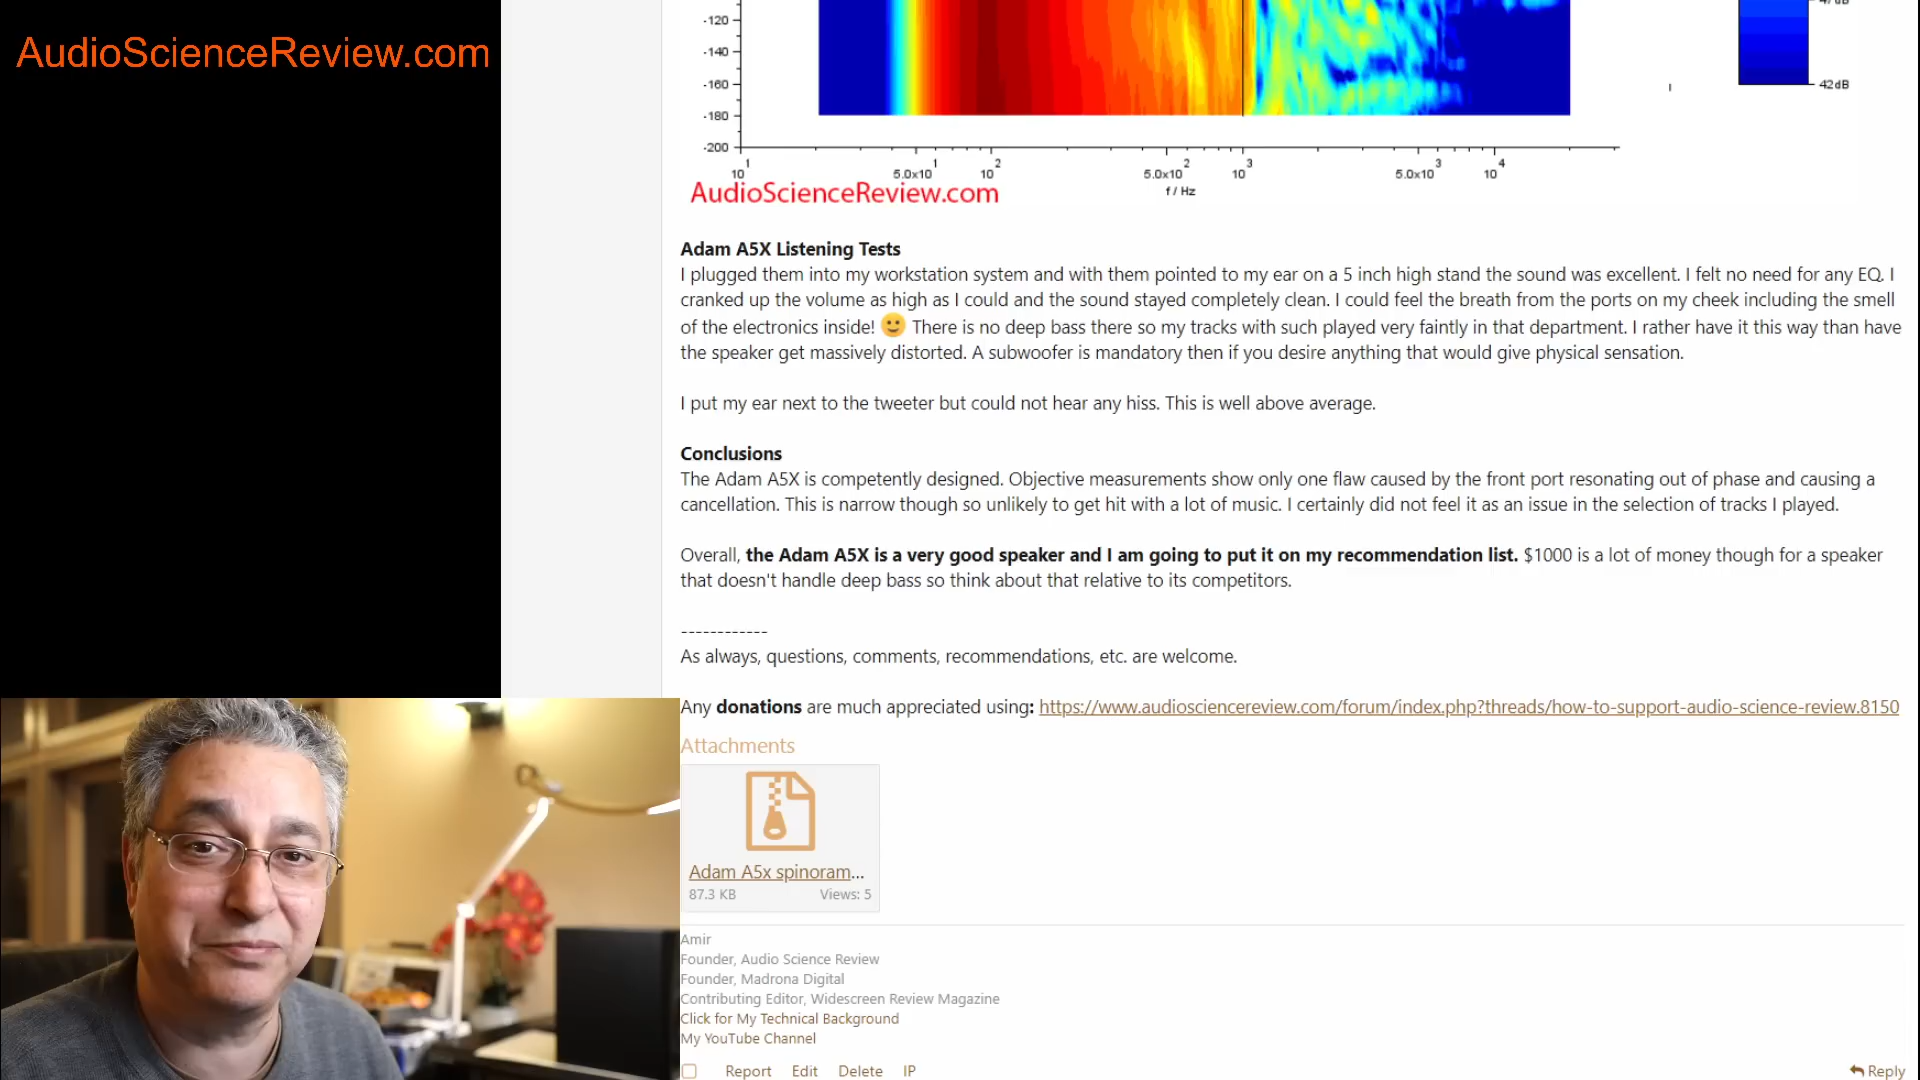 AudioScienceReview.com
-120
-140
-160
-180
-200
42dB
10 1
5.0x10 1
10 2
5.0x10 2
10 3
5.0x10 3
10 4
f / Hz
AudioScienceReview.com
Adam A5X Listening Tests
I plugged them into my workstation system and with them pointed to my ear on a 5 inch high stand the sound was excellent. I felt no need for any EQ. I
cranked up the volume as high as I could and the sound stayed completely clean. I could feel the breath from the ports on my cheek including the smell
of the electronics inside! 🙂 There is no deep bass there so my tracks with such played very faintly in that department. I rather have it this way than have
the speaker get massively distorted. A subwoofer is mandatory then if you desire anything that would give physical sensation.
I put my ear next to the tweeter but could not hear any hiss. This is well above average.
Conclusions
The Adam A5X is competently designed. Objective measurements show only one flaw caused by the front port resonating out of phase and causing a
cancellation. This is narrow though so unlikely to get hit with a lot of music. I certainly did not feel it as an issue in the selection of tracks I played.
Overall, the Adam A5X is a very good speaker and I am going to put it on my recommendation list. $1000 is a lot of money though for a speaker
that doesn't handle deep bass so think about that relative to its competitors.
------------
As always, questions, comments, recommendations, etc. are welcome.
Any donations are much appreciated using: https://www.audiosciencereview.com/forum/index.php?threads/how-to-support-audio-science-review.8150
Attachments
Adam A5x spinoram...
87.3 KB Views: 5
Amir
Founder, Audio Science Review
Founder, Madrona Digital
Contributing Editor, Widescreen Review Magazine
Click for My Technical Background
My YouTube Channel
Report Edit Delete IP Reply